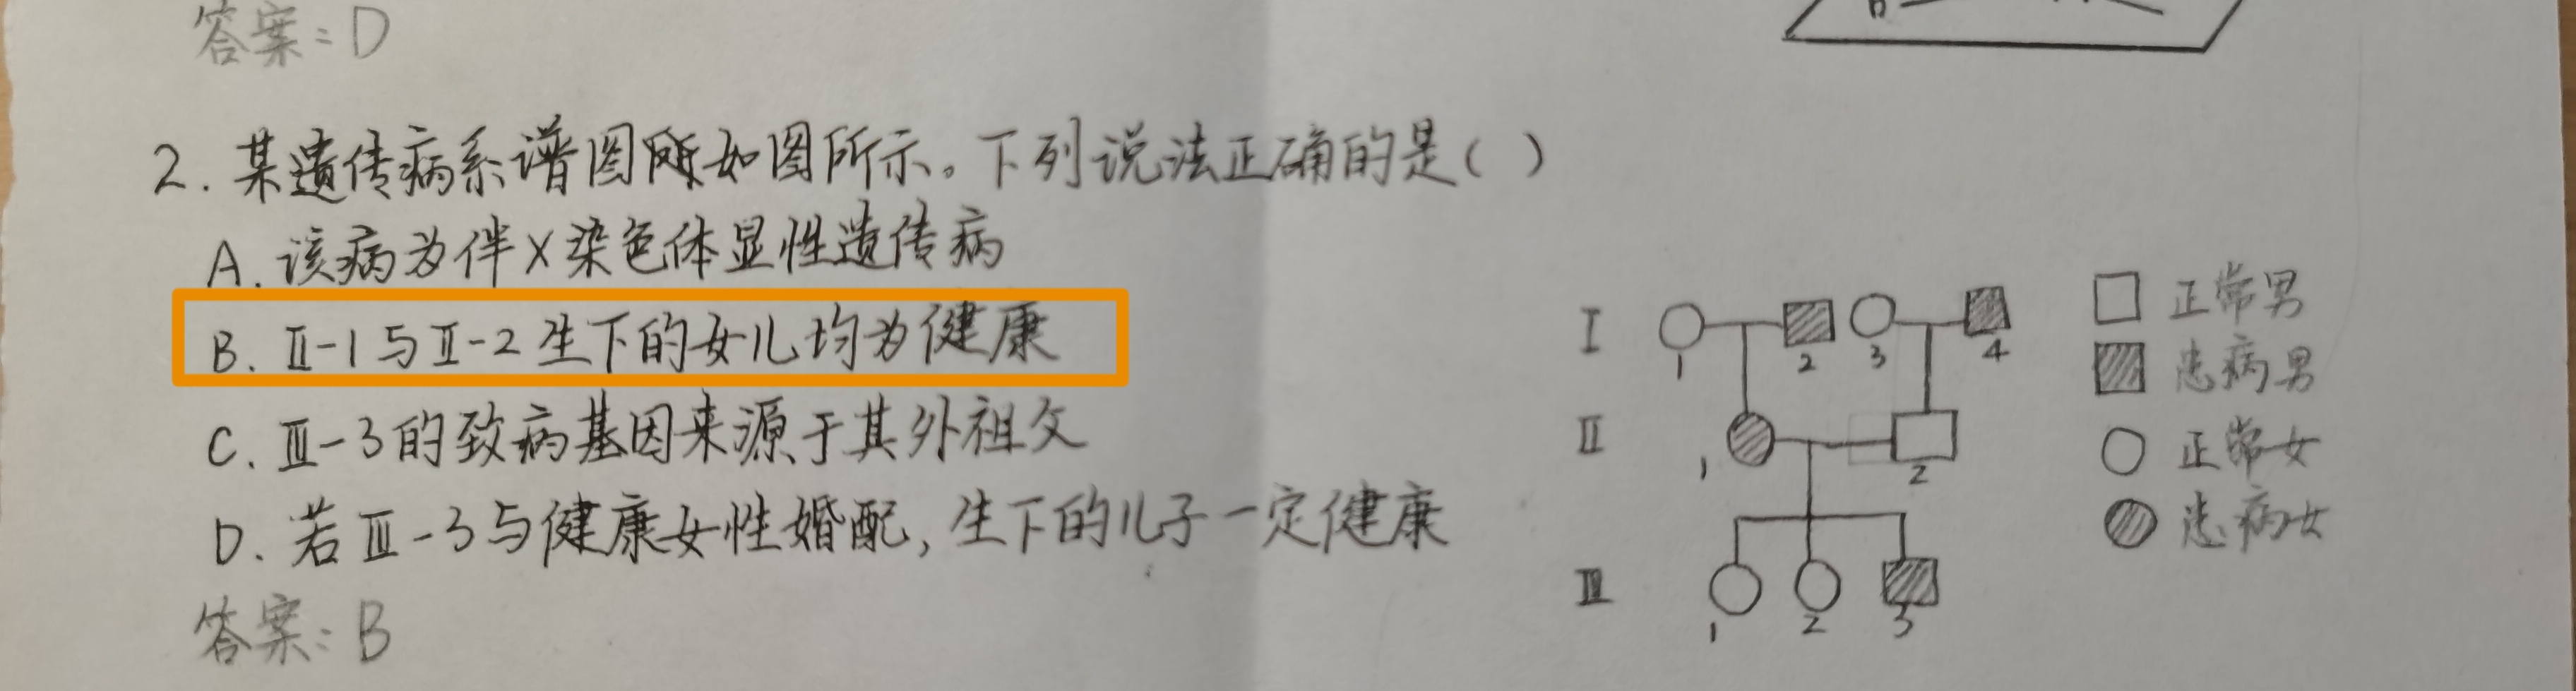 答案:D
2. 某遗传病系谱图如图所示。下列说法正确的是( )
A. 该病为伴X染色体显性遗传病
B. Ⅱ-1与Ⅱ-2生下的女儿均为健康
C. Ⅲ-3的致病基因来源于其外祖父
D. 若Ⅲ-3与健康女性婚配,生下的儿子一定健康
答案:B
Ⅰ 1 2 3 4
Ⅱ 1 2
Ⅲ 1 2 3
正常男
患病男
正常女
患病女